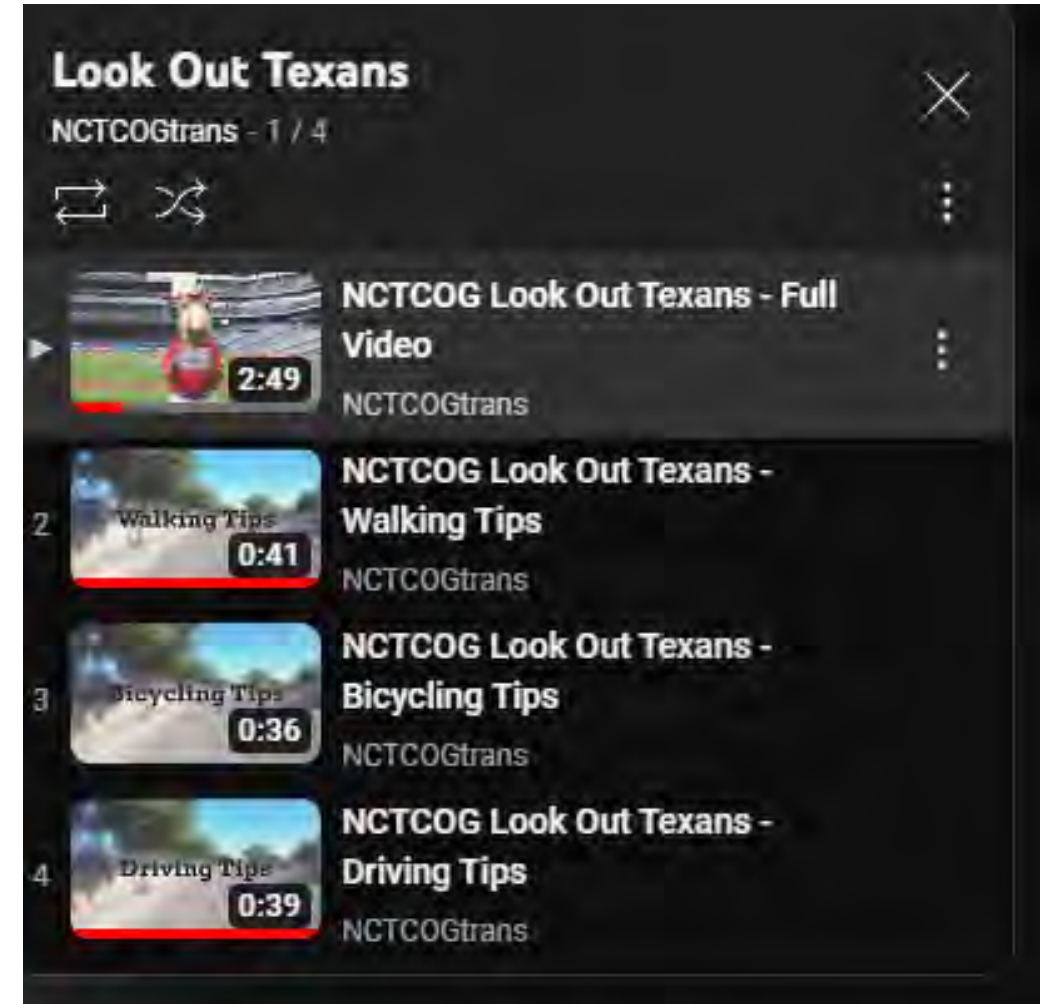 Look Out Texans
NCTCOGtrans - 1 / 4
NCTCOG Look Out Texans - Full
Video
2:49
NCTCOGtrans
2
Walking Tips
0:41
NCTCOG Look Out Texans -
Walking Tips
NCTCOGtrans
3
Bicycling Tips
0:36
NCTCOG Look Out Texans -
Bicycling Tips
NCTCOGtrans
4
Driving Tips
0:39
NCTCOG Look Out Texans -
Driving Tips
NCTCOGtrans